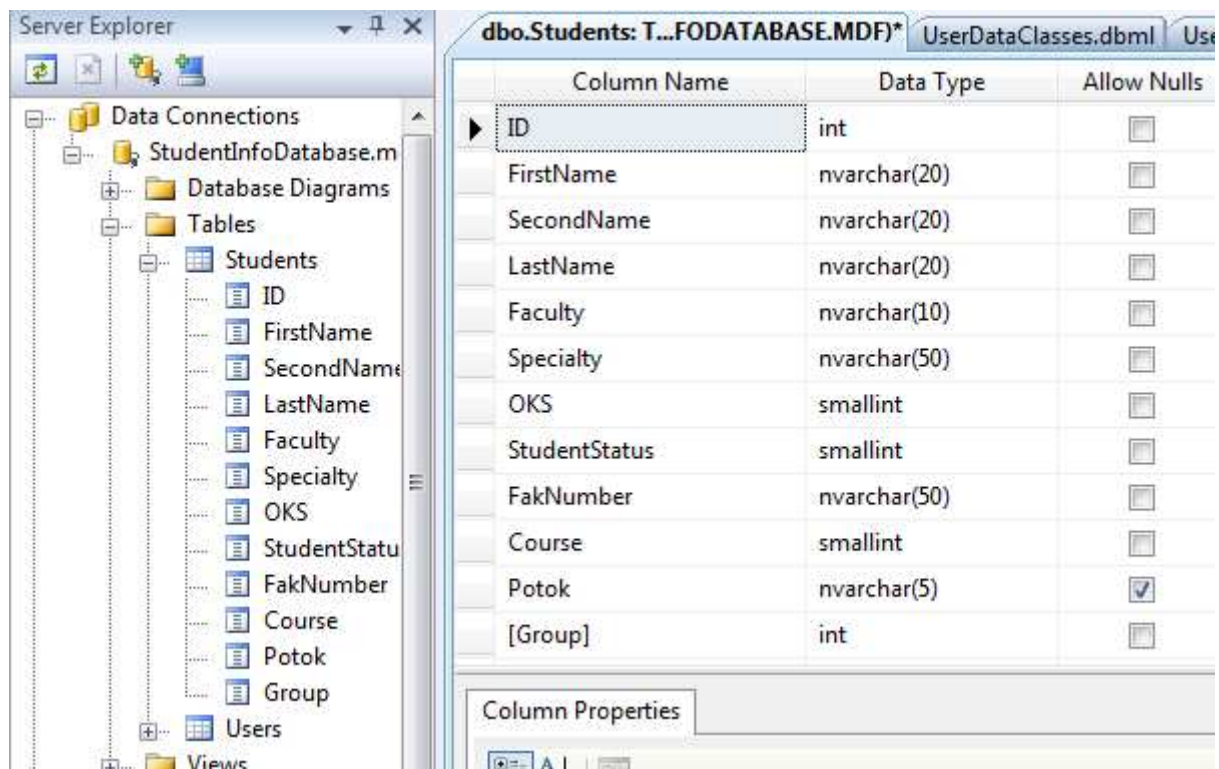 Server Explorer
Data Connections
StudentInfoDatabase.m
Database Diagrams
Tables
Students
ID
FirstName
SecondName
LastName
Faculty
Specialty
OKS
StudentStatu
FakNumber
Course
Potok
Group
Users
Views
dbo.Students: T...FODATABASE.MDF)* UserDataClasses.dbml Use
Column Name Data Type Allow Nulls
ID int
FirstName nvarchar(20)
SecondName nvarchar(20)
LastName nvarchar(20)
Faculty nvarchar(10)
Specialty nvarchar(50)
OKS smallint
StudentStatus smallint
FakNumber nvarchar(50)
Course smallint
Potok nvarchar(5)
[Group] int
Column Properties